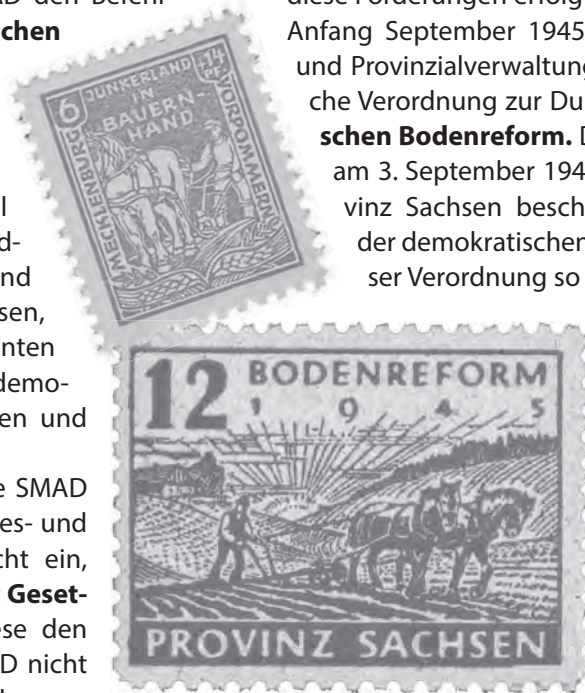 den Befehl
chen
l
d-
nd
sen,
nten
demo-
en und
e SMAD
es- und
cht ein,
Geset-
ese den
D nicht
diese Forderungen erfolg
Anfang September 1945
und Provinzialverwaltung
che Verordnung zur Du
schen Bodenreform. D
am 3. September 194
vinz Sachsen besch
der demokratischen
ser Verordnung so
6
+14
PF.
JUNKERLAND
IN
BAUERN-
HAND
MECKLENBURG
VORPOMMERN
12 BODENREFORM
1 9 4 5
PROVINZ SACHSEN